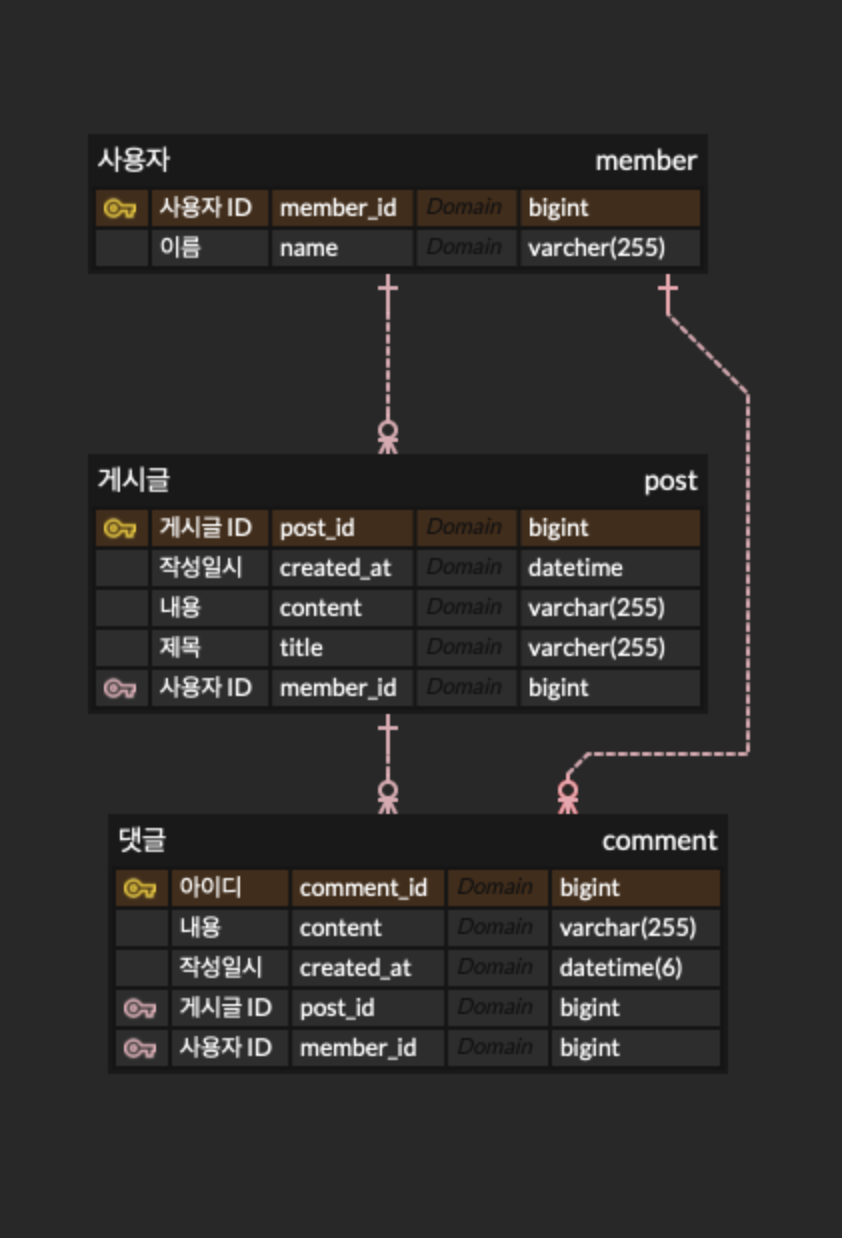 사용자 member
사용자 ID member_id Domain bigint
이름 name Domain varcher(255)
게시글 post
게시글 ID post_id Domain bigint
작성일시 created_at Domain datetime
내용 content Domain varchar(255)
제목 title Domain varcher(255)
사용자 ID member_id Domain bigint
댓글 comment
아이디 comment_id Domain bigint
내용 content Domain varchar(255)
작성일시 created_at Domain datetime(6)
게시글 ID post_id Domain bigint
사용자 ID member_id Domain bigint